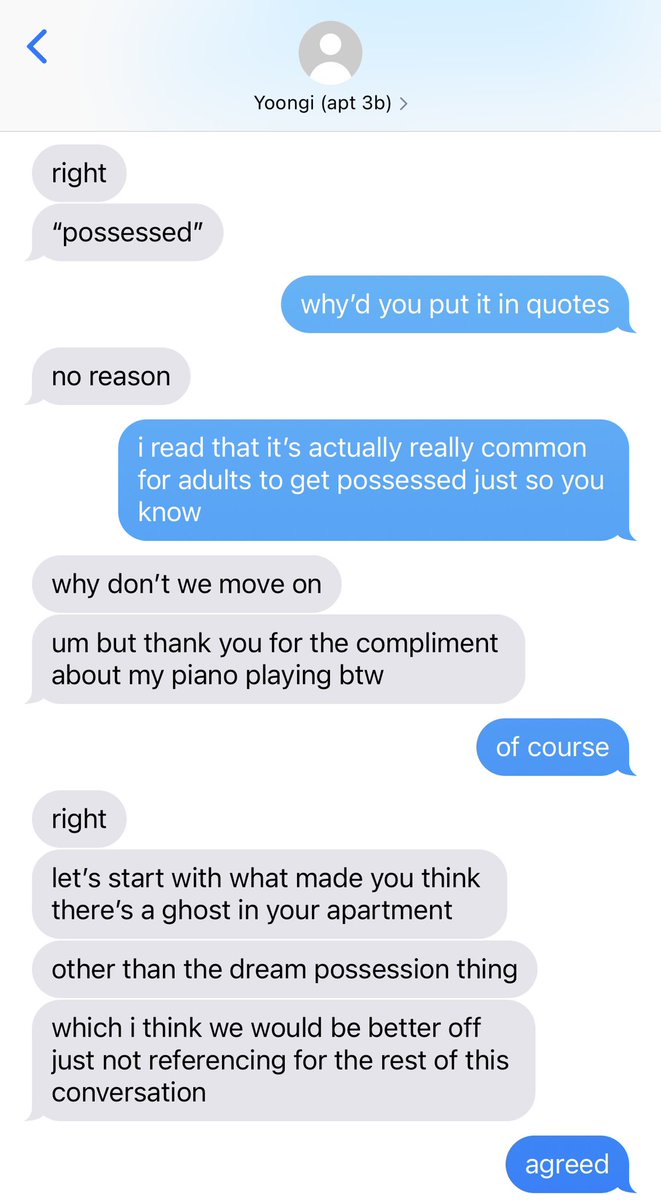 Yoongi (apt 3b)
right
“possessed”
why’d you put it in quotes
no reason
i read that it’s actually really common
for adults to get possessed just so you
know
why don’t we move on
um but thank you for the compliment
about my piano playing btw
of course
right
let’s start with what made you think
there’s a ghost in your apartment
other than the dream possession thing
which i think we would be better off
just not referencing for the rest of this
conversation
agreed